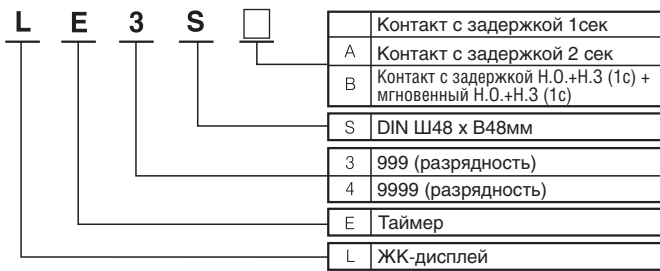 L E 3 S
Контакт с задержкой 1сек
A Контакт с задержкой 2 сек
B Контакт с задержкой Н.О.+Н.З (1с) +
мгновенный Н.О.+Н.З (1с)
S DIN Ш48 x В48мм
3 999 (разрядность)
4 9999 (разрядность)
E Таймер
L ЖК-дисплей